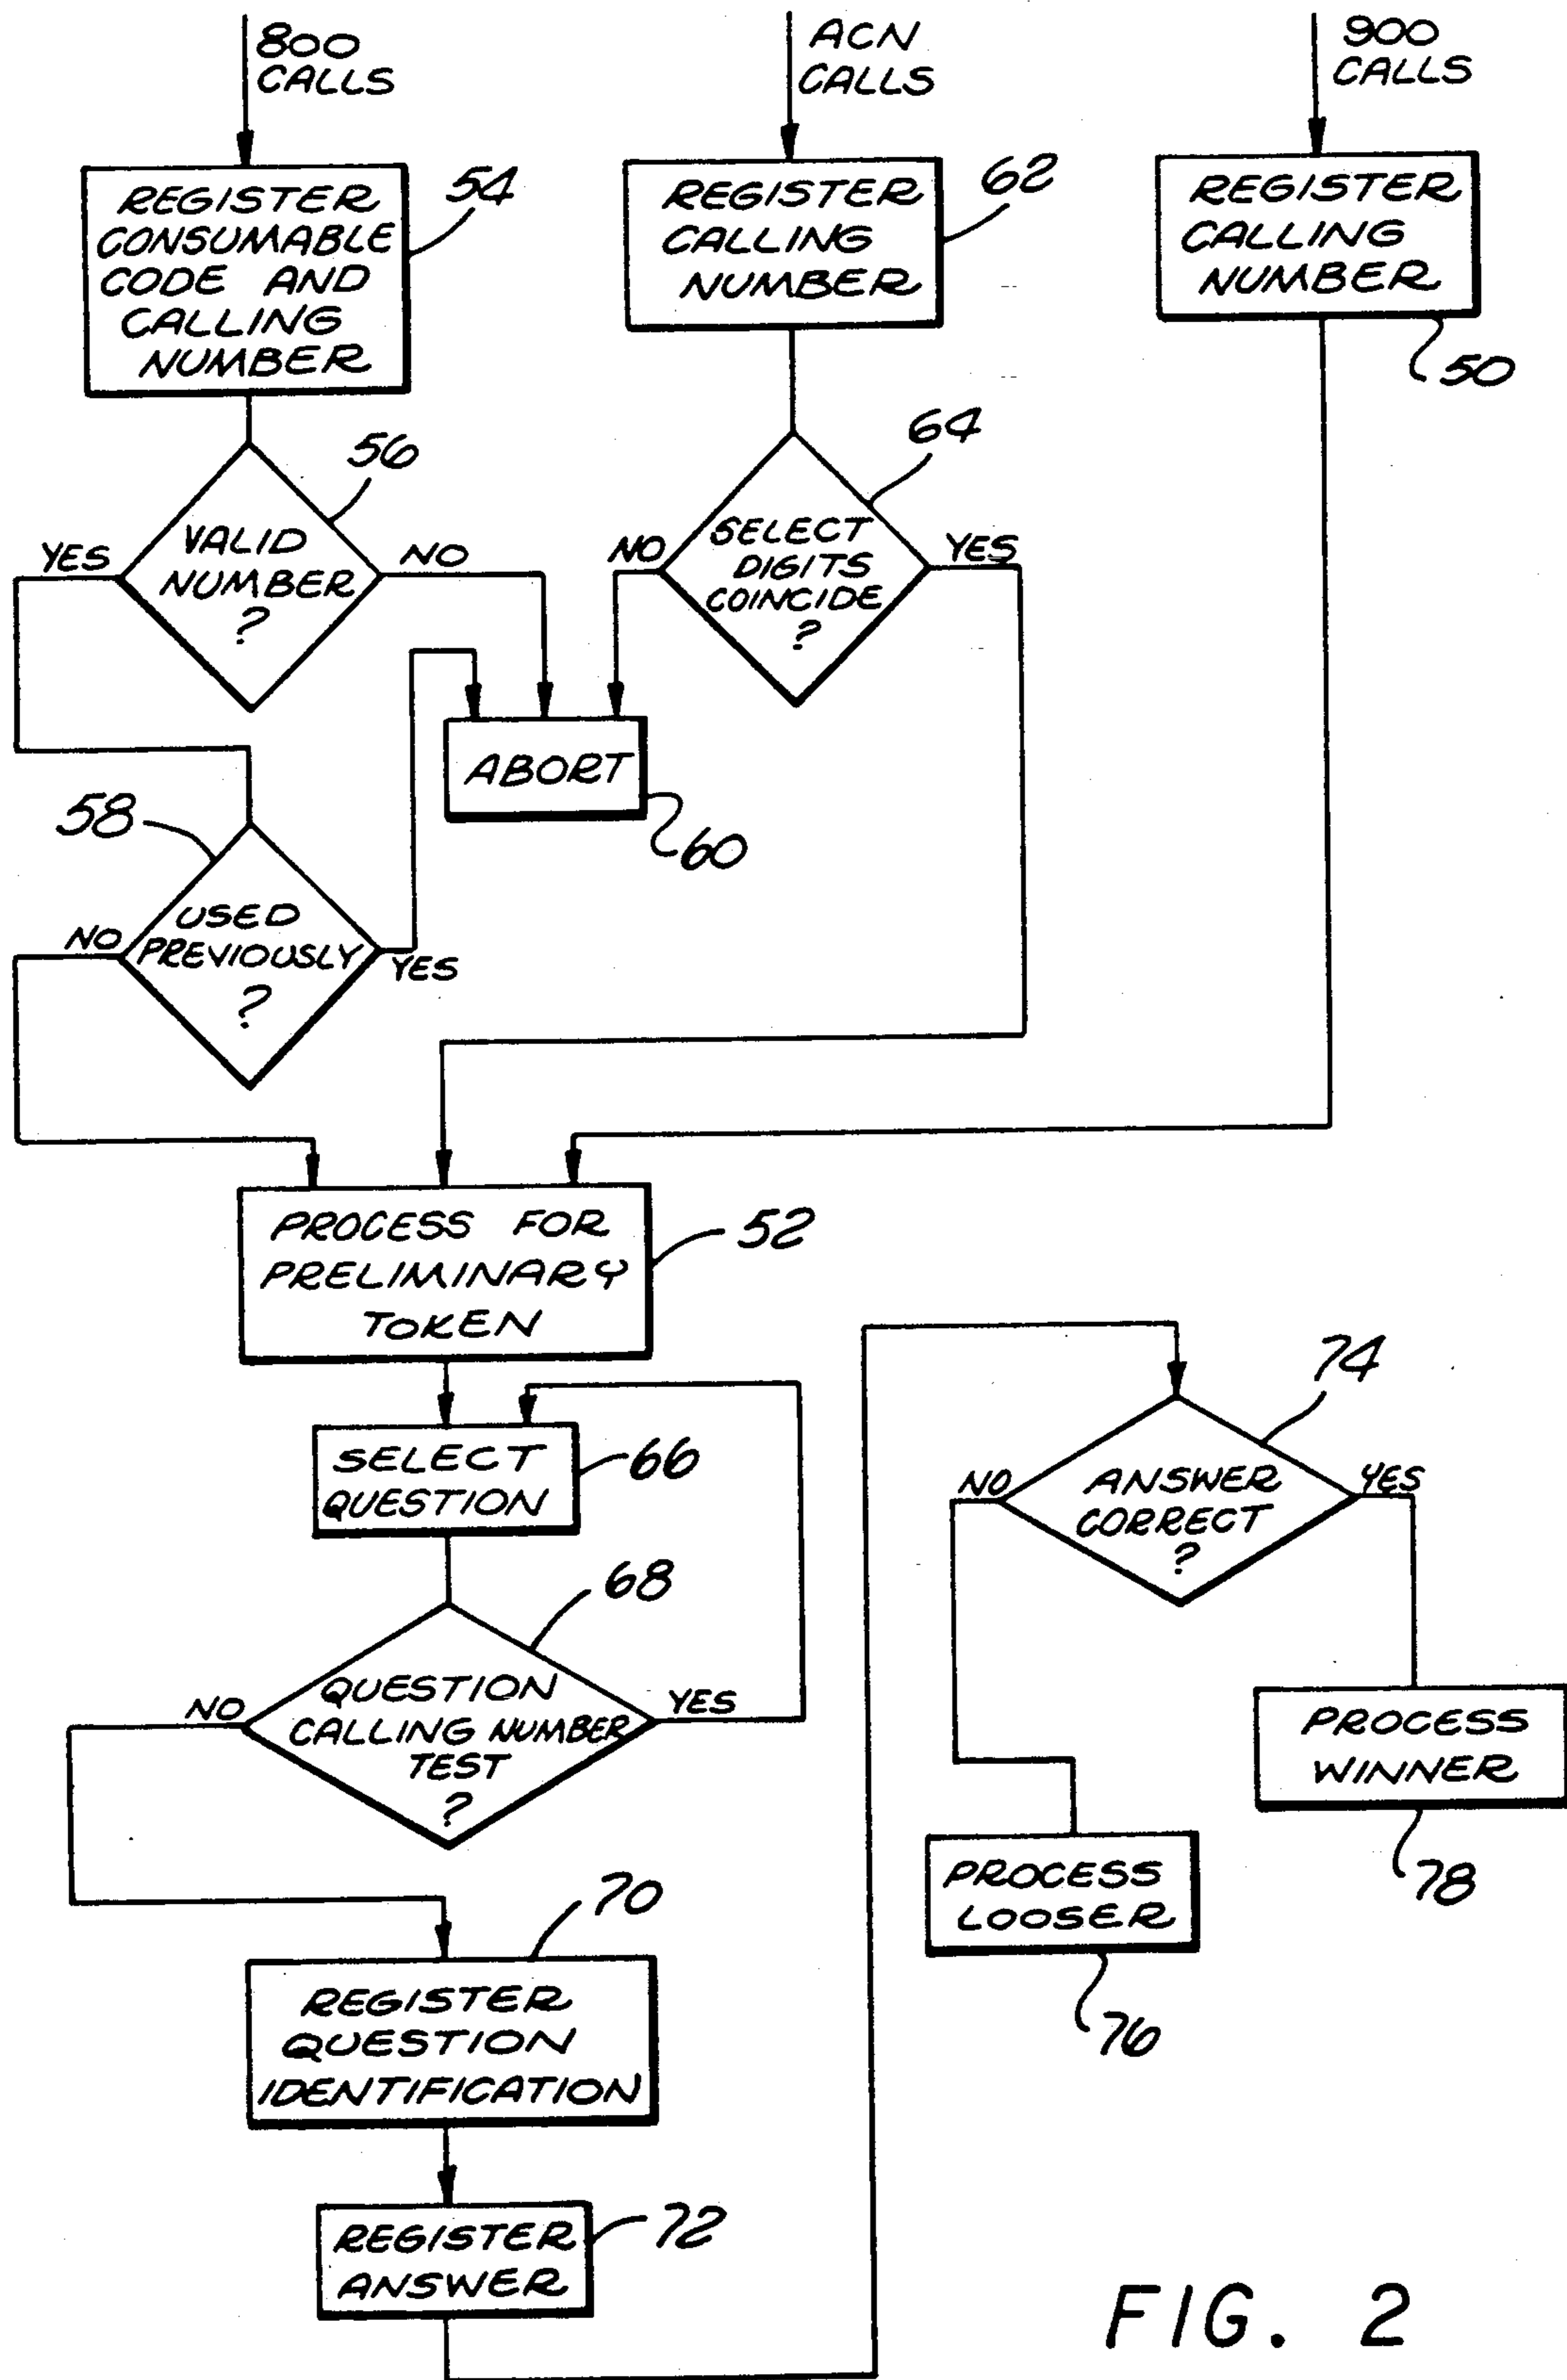 800
CALLS
ACN
CALLS
900
CALLS
REGISTER
CONSUMABLE
CODE AND
CALLING
NUMBER
54
REGISTER
CALLING
NUMBER
62
REGISTER
CALLING
NUMBER
50
VALID
NUMBER
?
56
YES
NO
SELECT
DIGITS
COINCIDE
?
64
NO
YES
ABORT
60
USED
PREVIOUSLY
?
58
NO
YES
PROCESS FOR
PRELIMINARY
TOKEN
52
SELECT
QUESTION
66
QUESTION
CALLING NUMBER
TEST
?
68
NO
YES
REGISTER
QUESTION
IDENTIFICATION
70
REGISTER
ANSWER
72
ANSWER
CORRECT
?
74
NO
YES
PROCESS
LOOSER
76
PROCESS
WINNER
78
FIG. 2